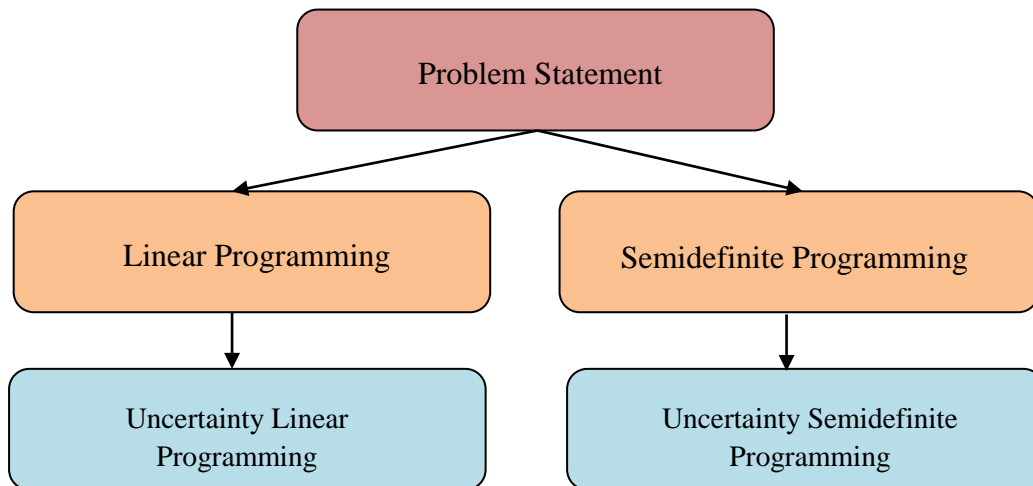 Problem Statement
Linear Programming
Semidefinite Programming
Uncertainty Linear
Programming
Uncertainty Semidefinite
Programming